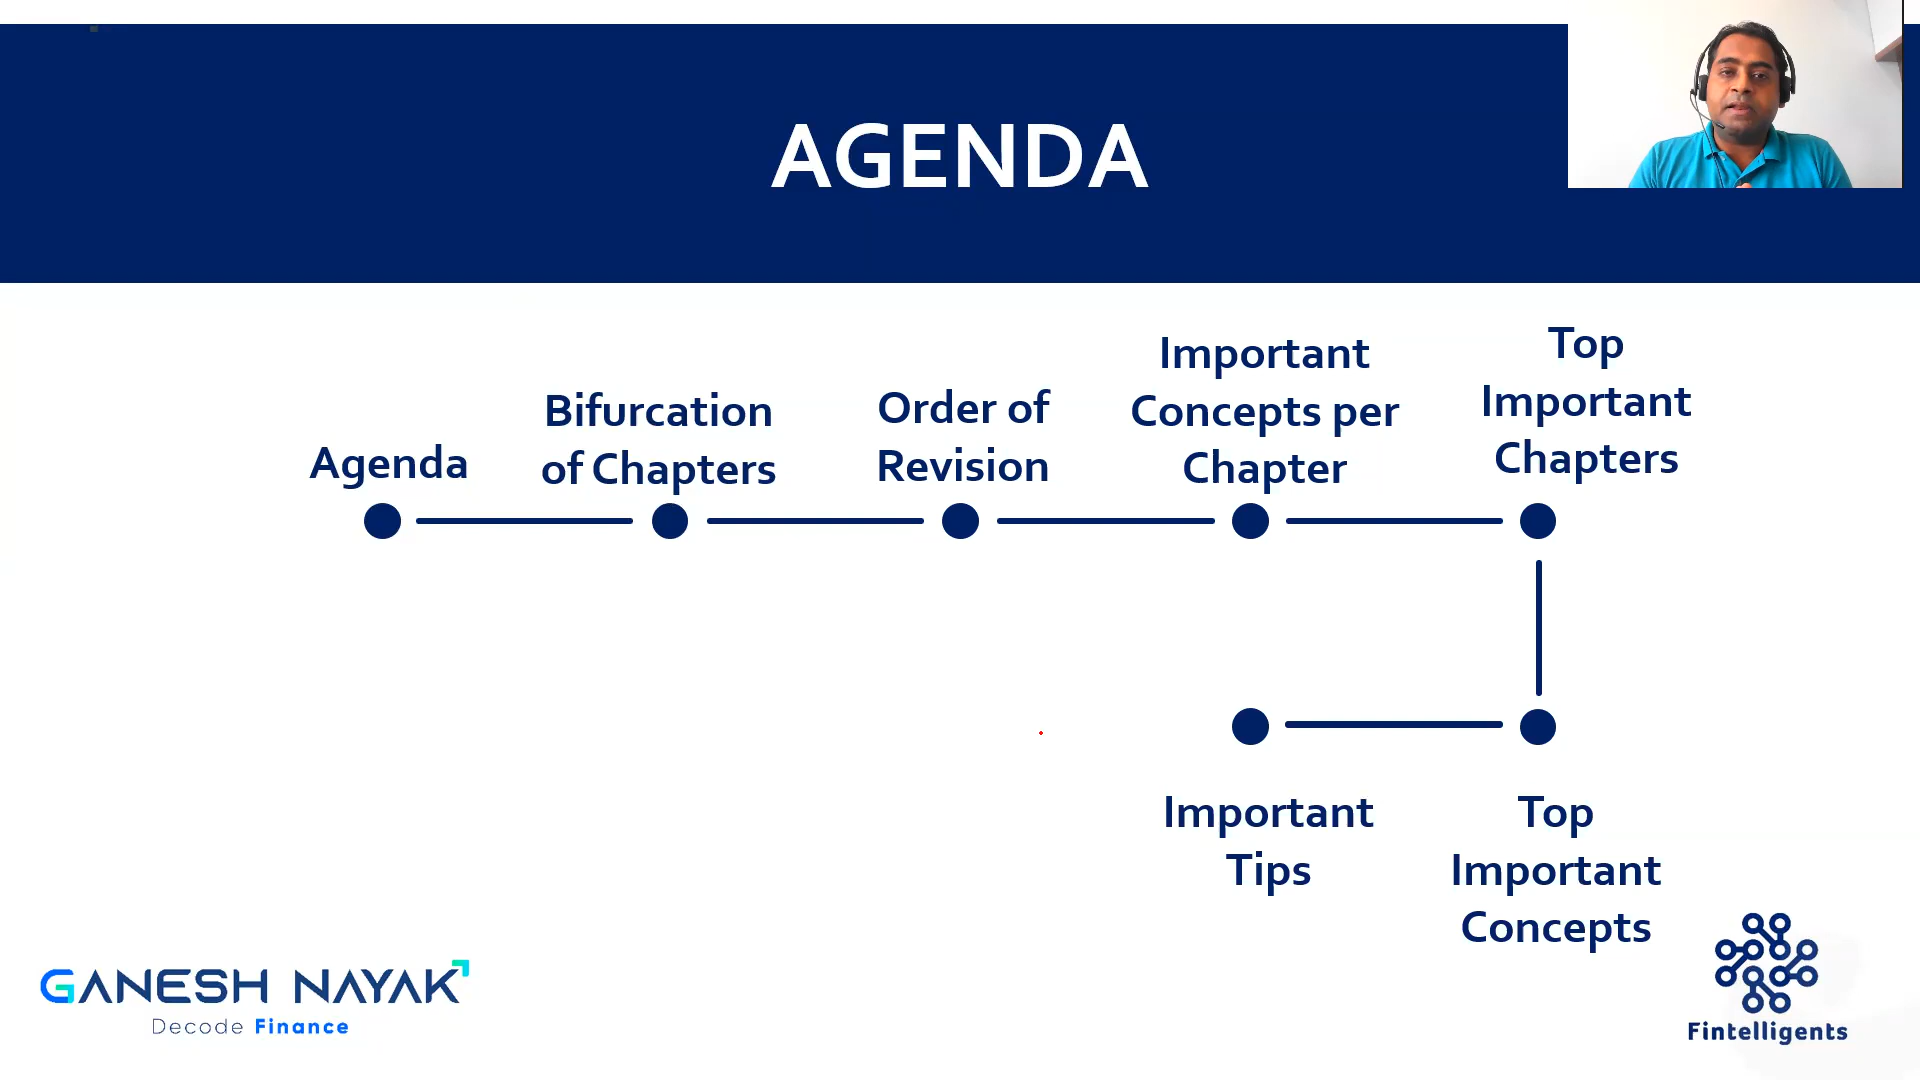 AGENDA
Agenda
Bifurcation
of Chapters
Order of
Revision
Important
Concepts per
Chapter
Top
Important
Chapters
Important
Tips
Top
Important
Concepts
GANESH NAYAK
Decode Finance
Fintelligents